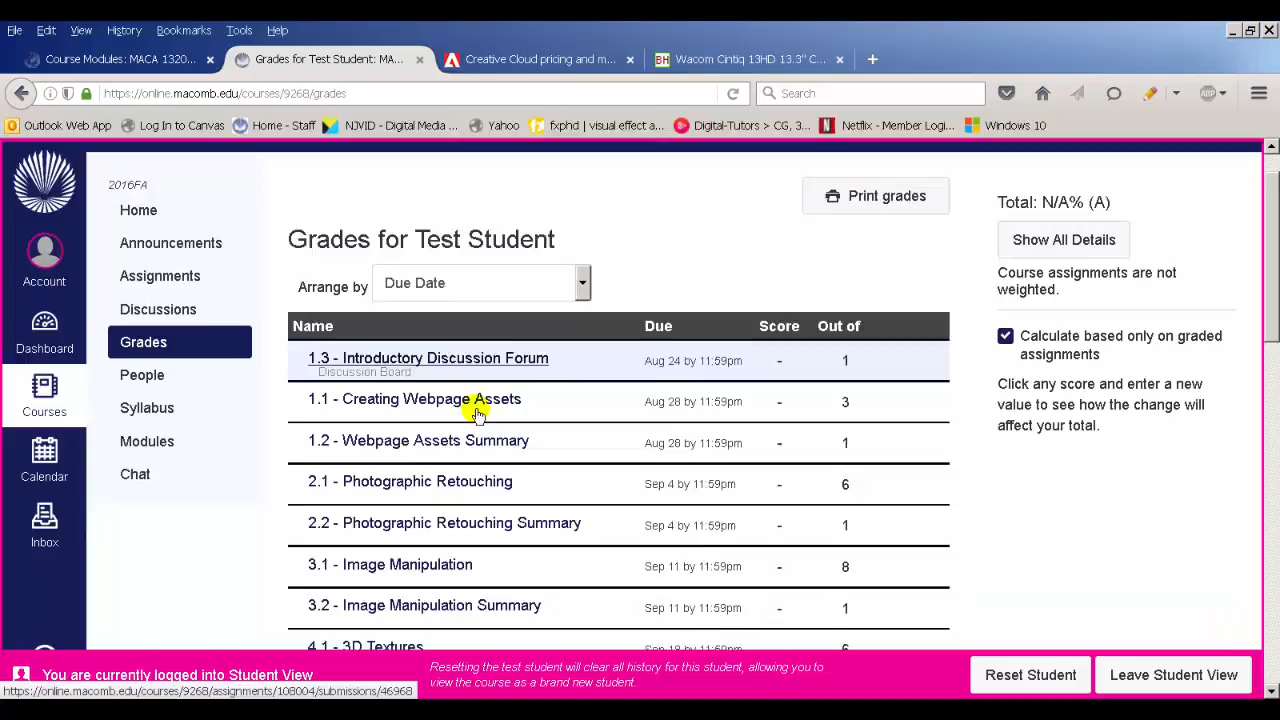 File Edit View History Bookmarks Tools Help
Course Modules: MACA 1320... Grades for Test Student: MA... Creative Cloud pricing and m... BH Wacom Cintiq 13HD 13.3" C...
https://online.macomb.edu/courses/9268/grades Search ABP
Outlook Web App Log In to Canvas Home - Staff NJVID - Digital Media ... Yahoo fxphd | visual effect a... Digital-Tutors > CG, 3... Netflix - Member Logi... Windows 10
Account
Dashboard
Courses
Calendar
Inbox
2016FA
Home
Announcements
Assignments
Discussions
Grades
People
Syllabus
Modules
Chat
Print grades
Grades for Test Student
Arrange by Due Date
Name Due Score Out of
1.3 - Introductory Discussion Forum Aug 24 by 11:59pm - 1
Discussion Board
1.1 - Creating Webpage Assets Aug 28 by 11:59pm - 3
1.2 - Webpage Assets Summary Aug 28 by 11:59pm - 1
2.1 - Photographic Retouching Sep 4 by 11:59pm - 6
2.2 - Photographic Retouching Summary Sep 4 by 11:59pm - 1
3.1 - Image Manipulation Sep 11 by 11:59pm - 8
3.2 - Image Manipulation Summary Sep 11 by 11:59pm - 1
4.1 - 3D Textures Sep 18 by 11:59pm - 6
Total: N/A% (A)
Show All Details
Course assignments are not
weighted.
Calculate based only on graded
assignments
Click any score and enter a new
value to see how the change will
affect your total.
You are currently logged into Student View
Resetting the test student will clear all history for this student, allowing you to
view the course as a brand new student.
Reset Student Leave Student View
https://online.macomb.edu/courses/9268/assignments/108004/submissions/46968